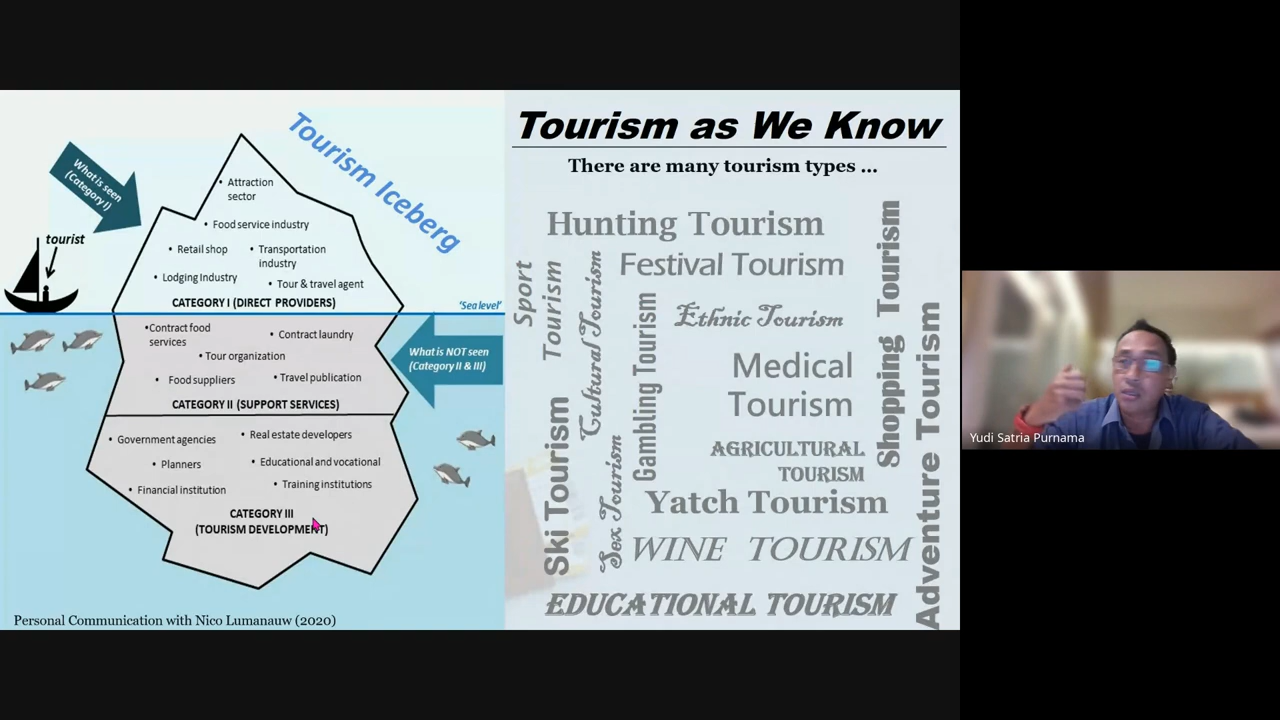 Tourism Iceberg
What is seen
(Category I)
tourist
• Attraction
sector
• Food service industry
• Retail shop
• Transportation
industry
• Lodging Industry
• Tour & travel agent
CATEGORY I (DIRECT PROVIDERS)
'Sea level'
•Contract food
services
• Contract laundry
• Tour organization
• Food suppliers
• Travel publication
CATEGORY II (SUPPORT SERVICES)
What is NOT seen
(Category II & III)
• Government agencies
• Real estate developers
• Planners
• Educational and vocational
• Financial institution
• Training institutions
CATEGORY III
(TOURISM DEVELOPMENT)
Personal Communication with Nico Lumanauw (2020)
Tourism as We Know
There are many tourism types ...
Hunting Tourism
Sport
Tourism
Cultural Tourism
Festival Tourism
Shopping Tourism
Ethnic Tourism
Gambling Tourism
Medical
Tourism
Adventure Tourism
Ski Tourism
Sex Tourism
AGRICULTURAL
TOURISM
Yatch Tourism
WINE TOURISM
EDUCATIONAL TOURISM
Yudi Satria Purnama